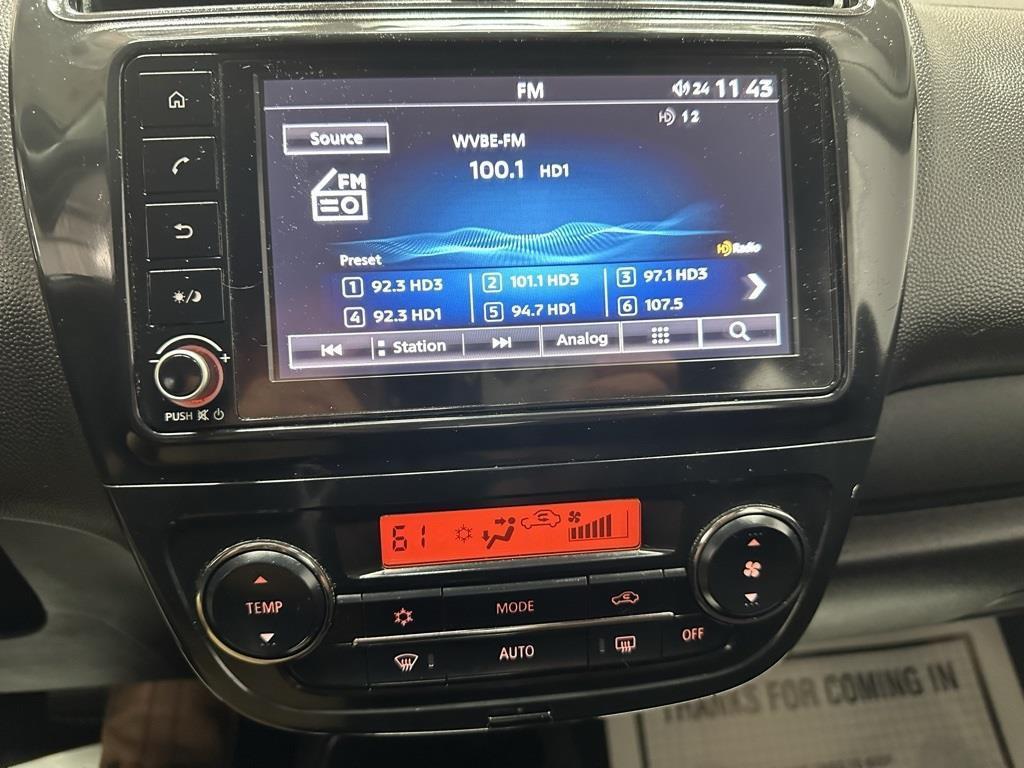 FM 24 11:43
HD 12
Source
WVBE-FM
100.1 HD1
FM
HD Radio
Preset
1 92.3 HD3 2 101.1 HD3 3 97.1 HD3
4 92.3 HD1 5 94.7 HD1 6 107.5
Station Analog
PUSH
61
TEMP
MODE
AUTO
OFF
THANKS FOR COMING IN